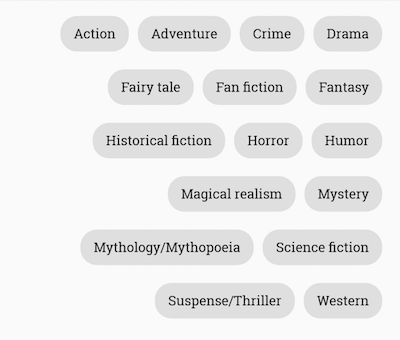 Action Adventure Crime Drama
Fairy tale Fan fiction Fantasy
Historical fiction Horror Humor
Magical realism Mystery
Mythology/Mythopoeia Science fiction
Suspense/Thriller Western